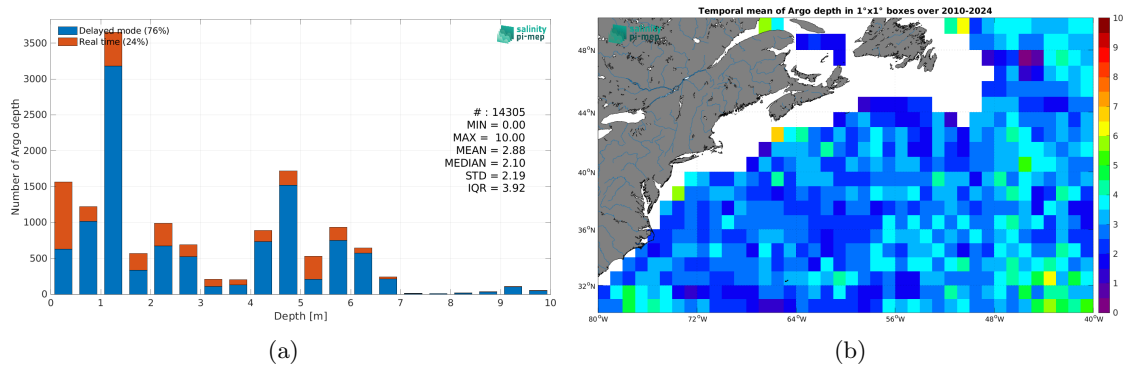 Delayed mode (76%)
Real time (24%)
salinity
pi-mep
# : 14305
MIN = 0.00
MAX = 10.00
MEAN = 2.88
MEDIAN = 2.10
STD = 2.19
IQR = 3.92
Number of Argo depth
3500
3000
2500
2000
1500
1000
500
0
0 1 2 3 4 5 6 7 8 9 10
Depth [m]
(a)
Temporal mean of Argo depth in 1°x1° boxes over 2010-2024
salinity
pi-mep
48°N
44°N
40°N
36°N
32°N
80°W 72°W 64°W 56°W 48°W 40°W
10
9
8
7
6
5
4
3
2
1
0
(b)